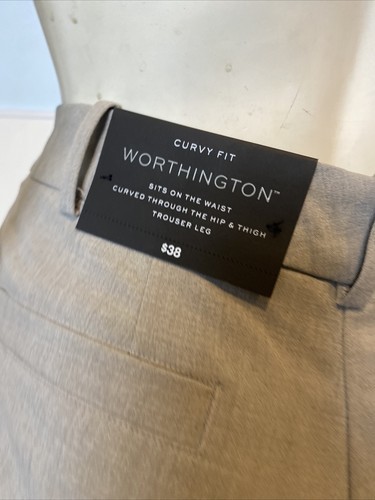 CURVY FIT
WORTHINGTON™
SITS ON THE WAIST
CURVED THROUGH THE HIP & THIGH
TROUSER LEG
$38